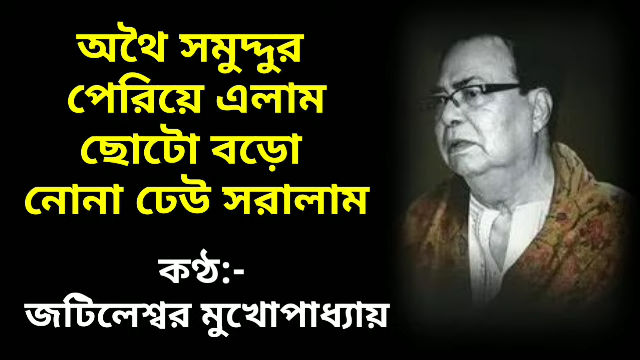 অথৈ সমুদ্দুর
পেরিয়ে এলাম
ছোটো বড়ো
নোনা ঢেউ সরালাম
কণ্ঠ:-
জটিলেশ্বর মুখোপাধ্যায়